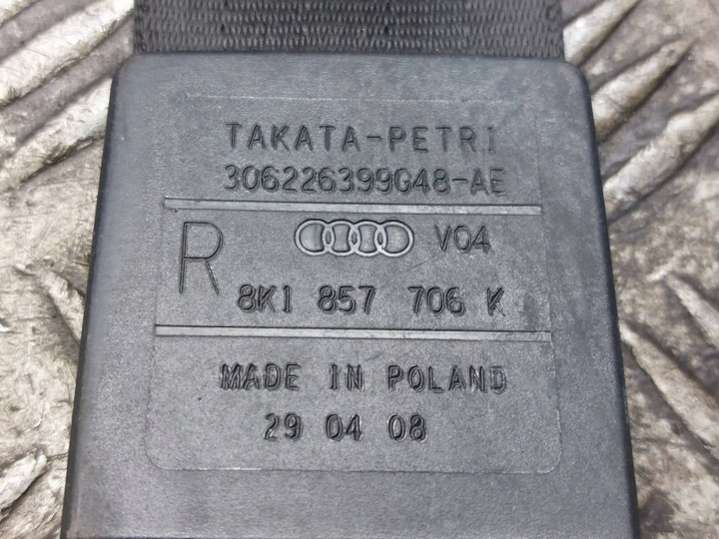 TAKATA-PETRI
306226399G48-AE
R V04
8K1 857 706 K
MADE IN POLAND
29 04 08